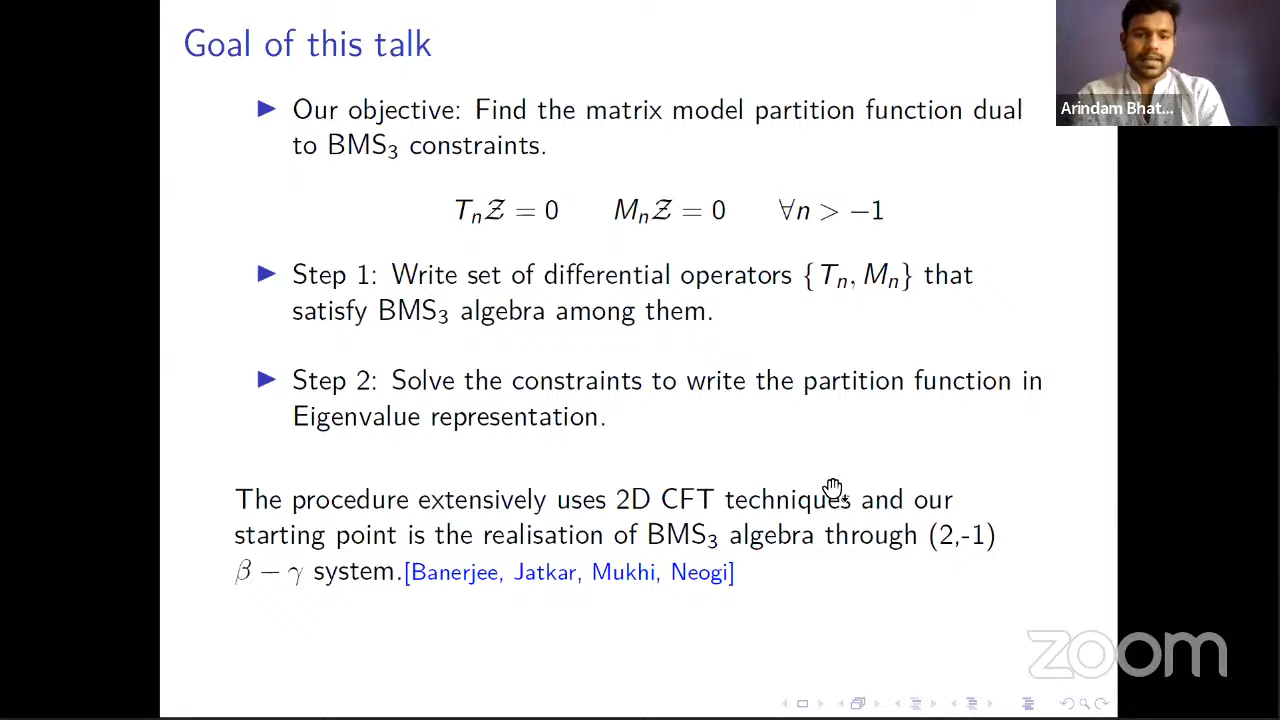 Goal of this talk
Arindam Bhat...
▶ Our objective: Find the matrix model partition function dual
to BMS₃ constraints.
TₙƵ = 0 MₙƵ = 0 ∀n > −1
▶ Step 1: Write set of differential operators {Tₙ, Mₙ} that
satisfy BMS₃ algebra among them.
▶ Step 2: Solve the constraints to write the partition function in
Eigenvalue representation.
The procedure extensively uses 2D CFT techniques and our
starting point is the realisation of BMS₃ algebra through (2,-1)
β − γ system.[Banerjee, Jatkar, Mukhi, Neogi]
zoom